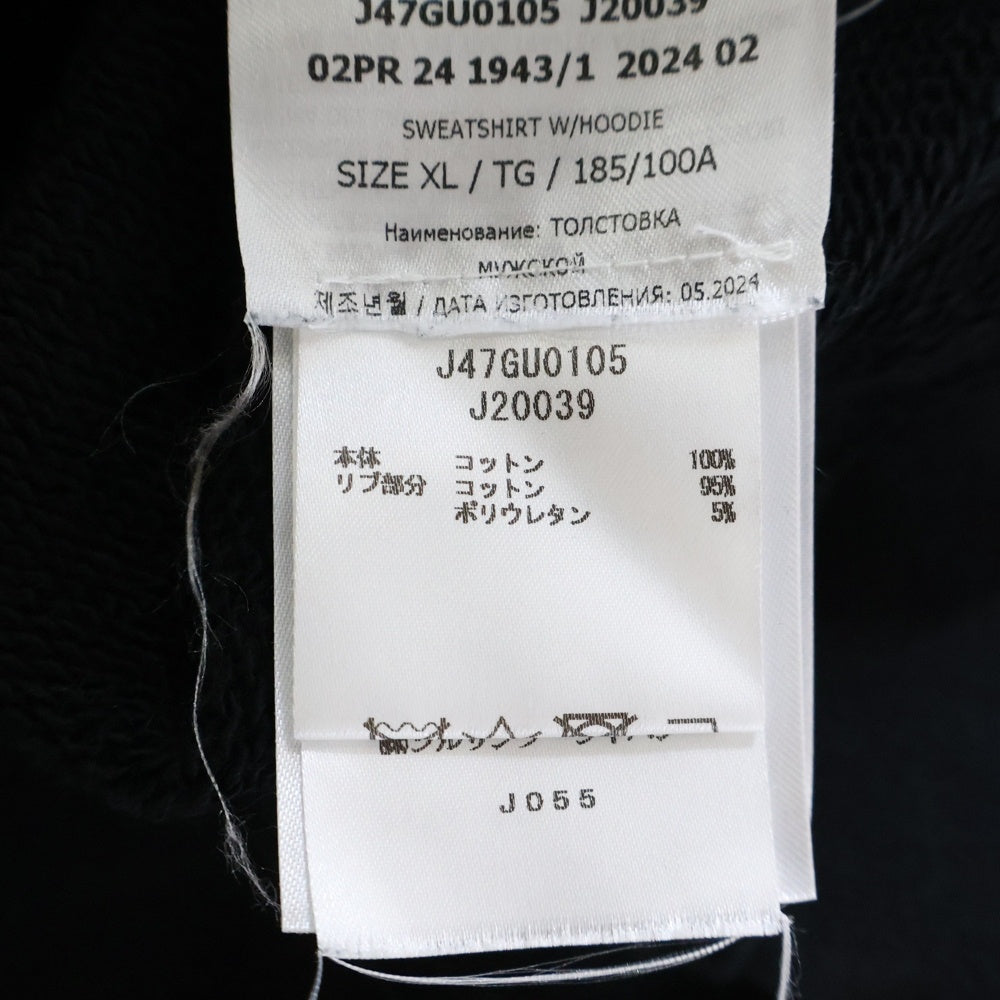 J47GU0105 J20039
02PR 24 1943/1 2024 02
SWEATSHIRT W/HOODIE
SIZE XL / TG / 185/100A
Наименование: ТОЛСТОВКА
МУЖСКОЙ
제조년월 / ДАТА ИЗГОТОВЛЕНИЯ: 05.2024
J47GU0105
J20039
本体 コットン 100%
リブ部分 コットン 95%
ポリウレタン 5%
J055